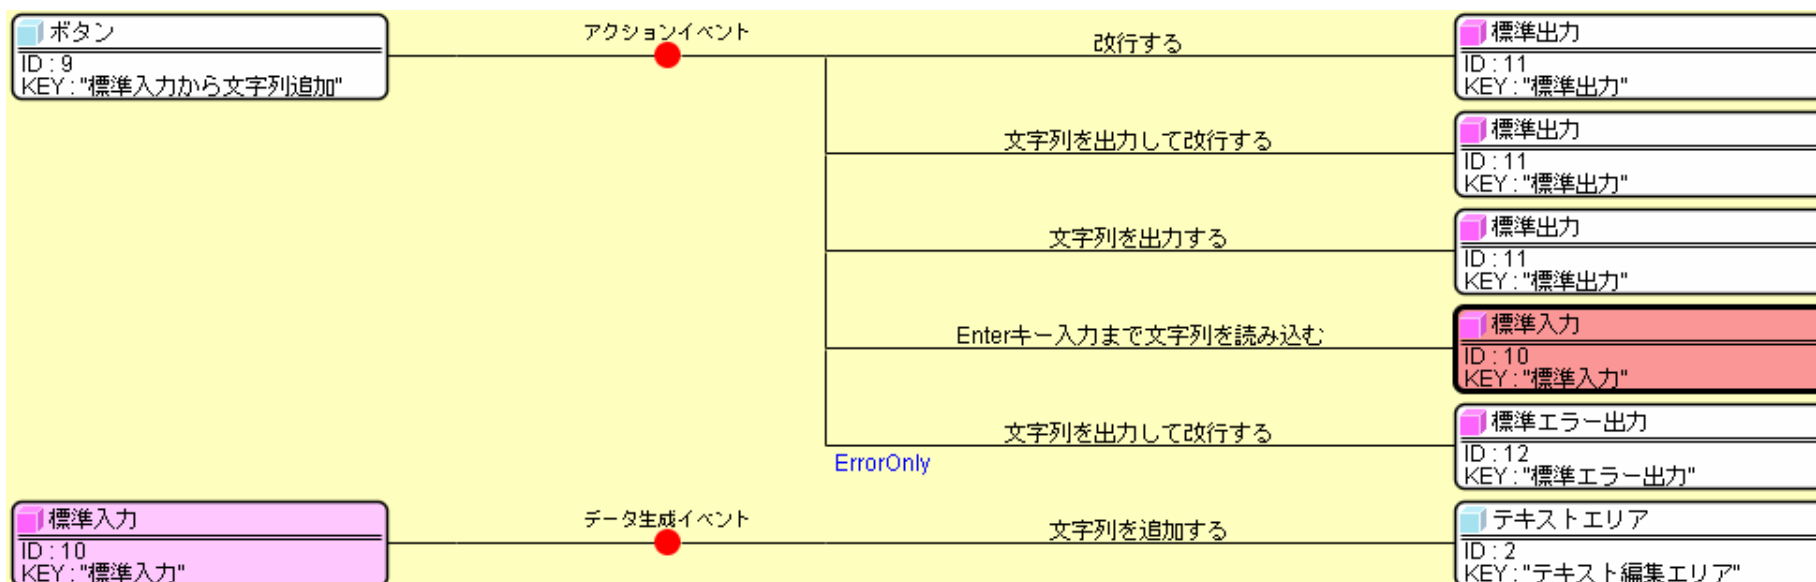 ボタン
ID : 9
KEY : "標準入力から文字列追加"
アクションイベント
改行する
標準出力
ID : 11
KEY : "標準出力"
文字列を出力して改行する
標準出力
ID : 11
KEY : "標準出力"
文字列を出力する
標準出力
ID : 11
KEY : "標準出力"
Enterキー入力まで文字列を読み込む
標準入力
ID : 10
KEY : "標準入力"
文字列を出力して改行する
ErrorOnly
標準エラー出力
ID : 12
KEY : "標準エラー出力"
標準入力
ID : 10
KEY : "標準入力"
データ生成イベント
文字列を追加する
テキストエリア
ID : 2
KEY : "テキスト編集エリア"